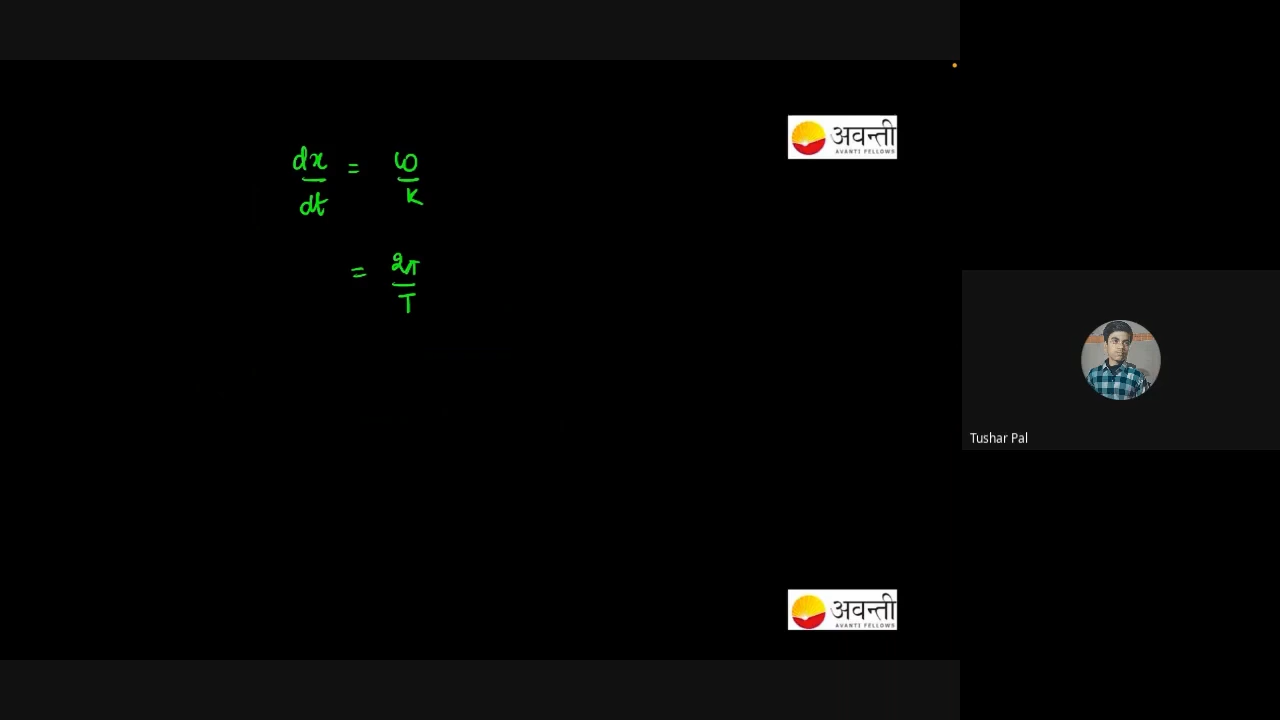 अवन्ती
AVANTI FELLOWS
dx/dt = ω/K
= 2π/T
Tushar Pal
अवन्ती
AVANTI FELLOWS